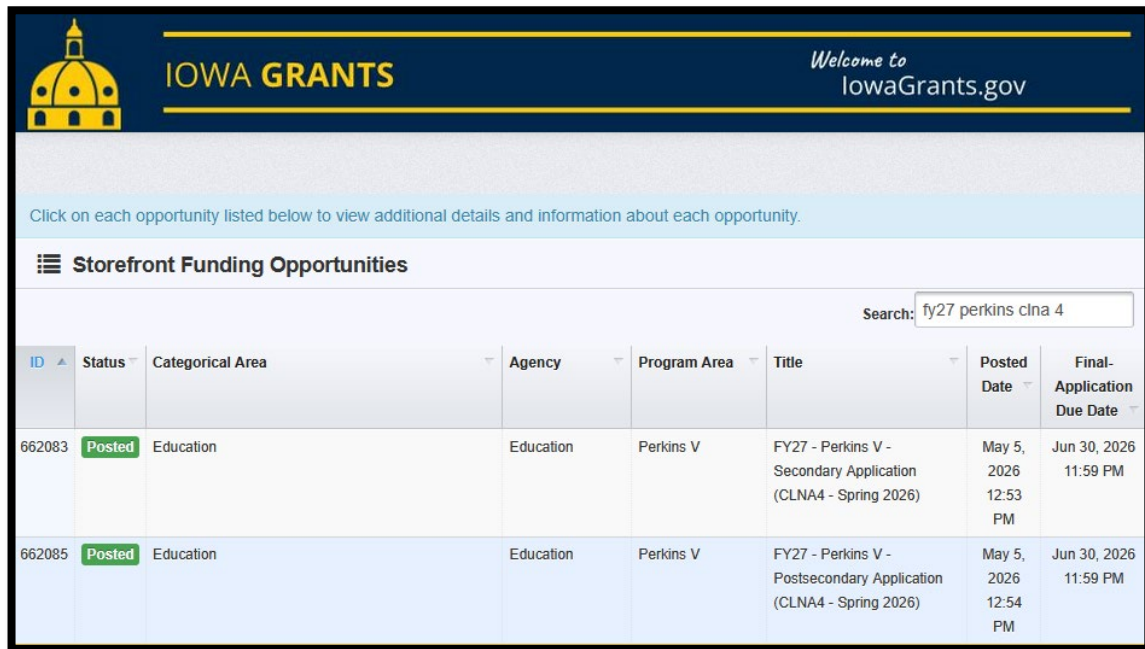 IOWA GRANTS
Welcome to
IowaGrants.gov
Click on each opportunity listed below to view additional details and information about each opportunity.
Storefront Funding Opportunities
Search: fy27 perkins clna 4
ID Status Categorical Area Agency Program Area Title Posted Date Final-Application Due Date
662083 Posted Education Education Perkins V FY27 - Perkins V - Secondary Application (CLNA4 - Spring 2026) May 5, 2026 12:53 PM Jun 30, 2026 11:59 PM
662085 Posted Education Education Perkins V FY27 - Perkins V - Postsecondary Application (CLNA4 - Spring 2026) May 5, 2026 12:54 PM Jun 30, 2026 11:59 PM